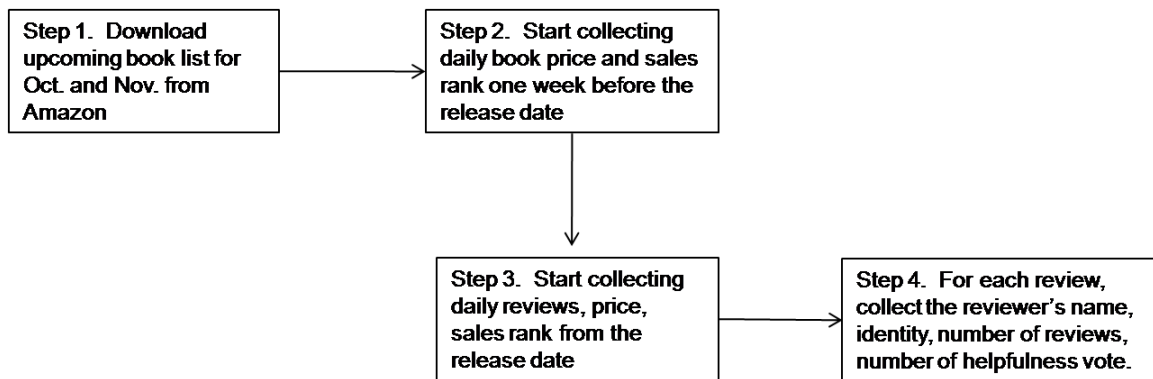 Step 1.  Download
upcoming book list for
Oct. and Nov. from
Amazon
Step 2.  Start collecting
daily book price and sales
rank one week before the
release date
Step 3.  Start collecting
daily reviews, price,
sales rank from the
release date
Step 4.  For each review,
collect the reviewer’s name,
identity, number of reviews,
number of helpfulness vote.